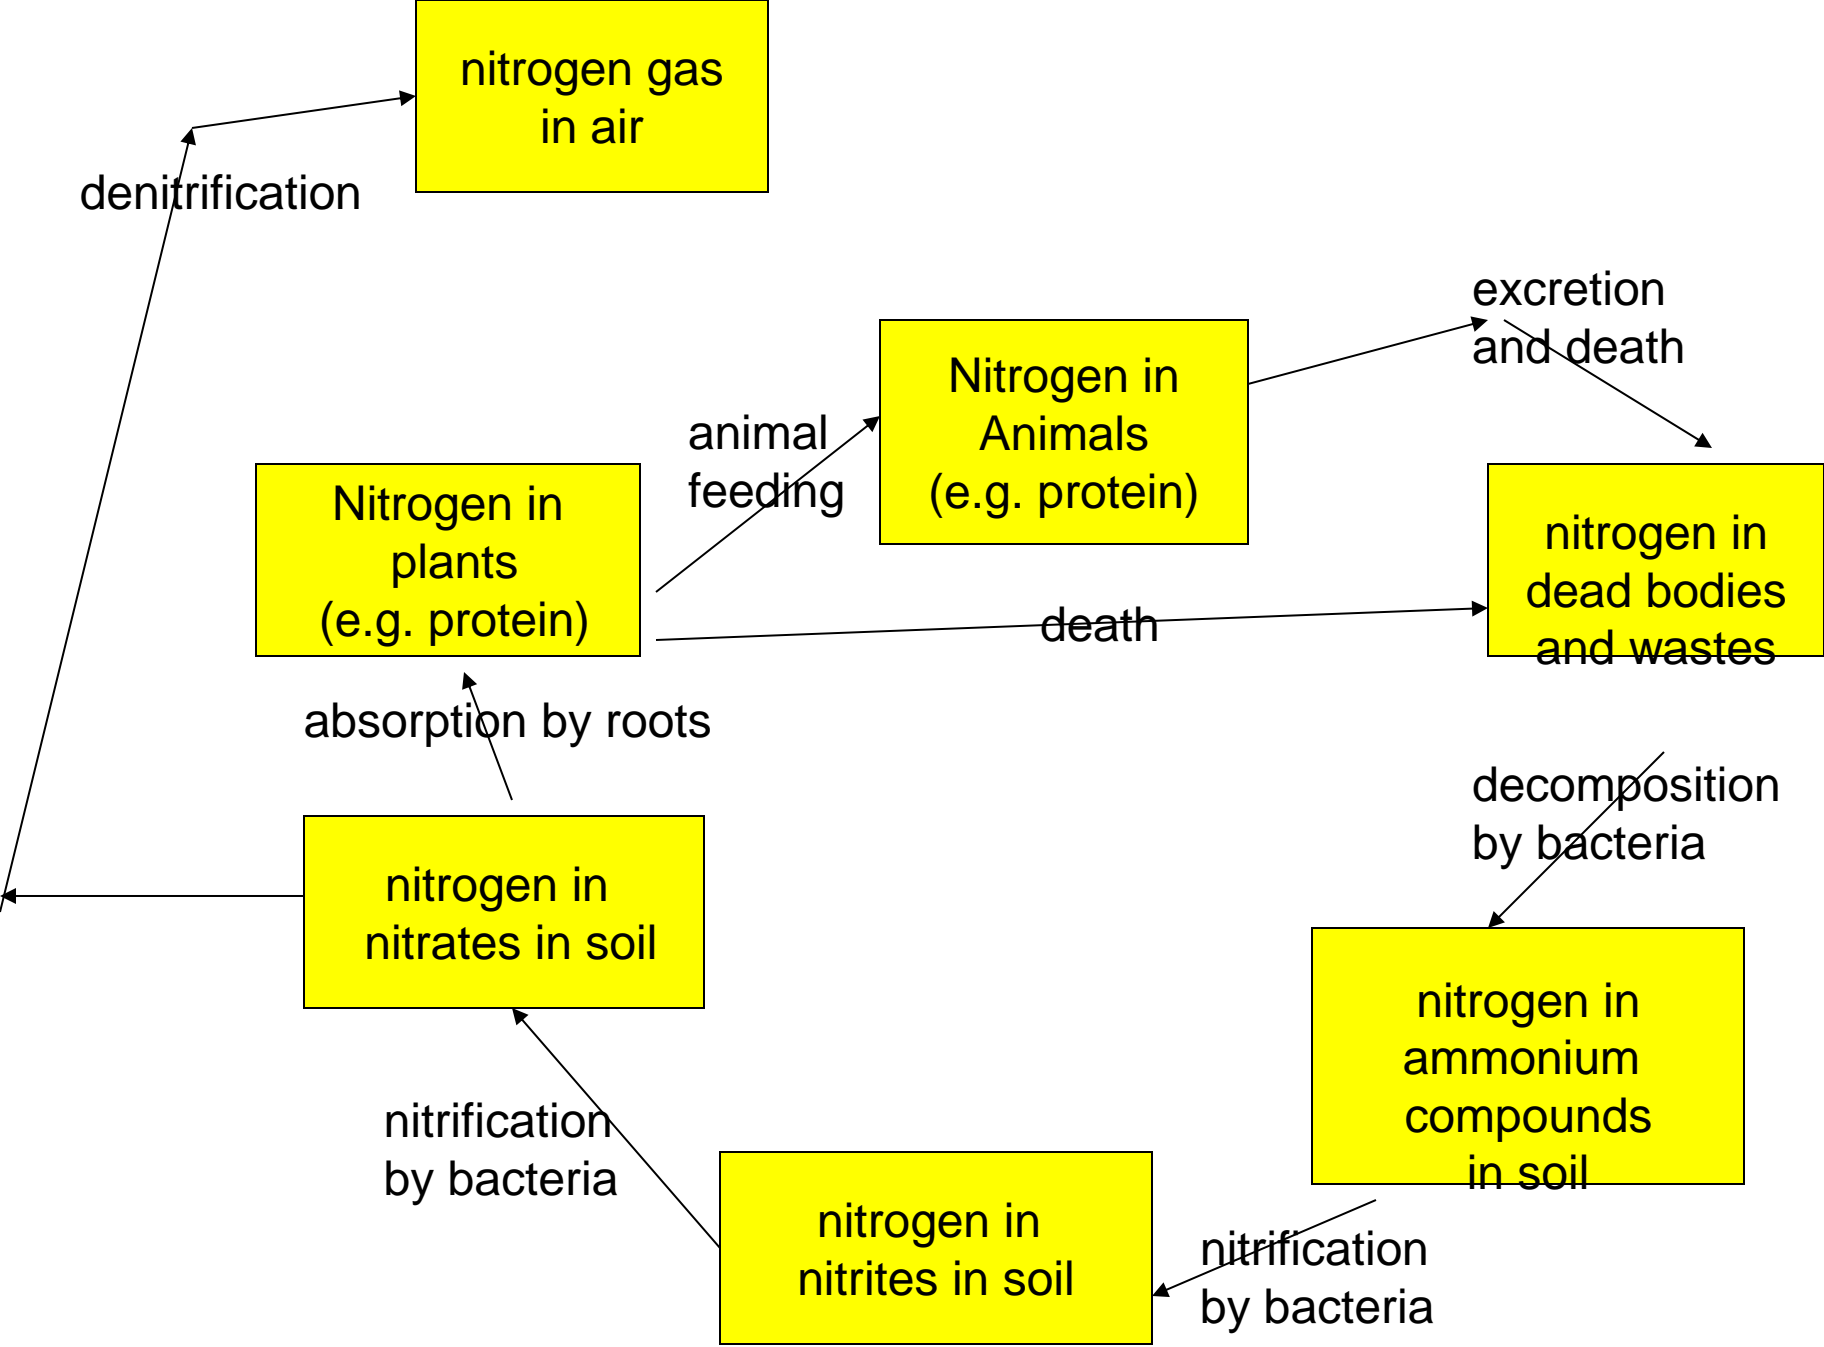 nitrogen gas
in air
denitrification
excretion
and death
Nitrogen in
Animals
(e.g. protein)
animal
feeding
Nitrogen in
plants
(e.g. protein)
nitrogen in
dead bodies
and wastes
death
absorption by roots
decomposition
by bacteria
nitrogen in
nitrates in soil
nitrogen in
ammonium
compounds
in soil
nitrification
by bacteria
nitrogen in
nitrites in soil
nitrification
by bacteria